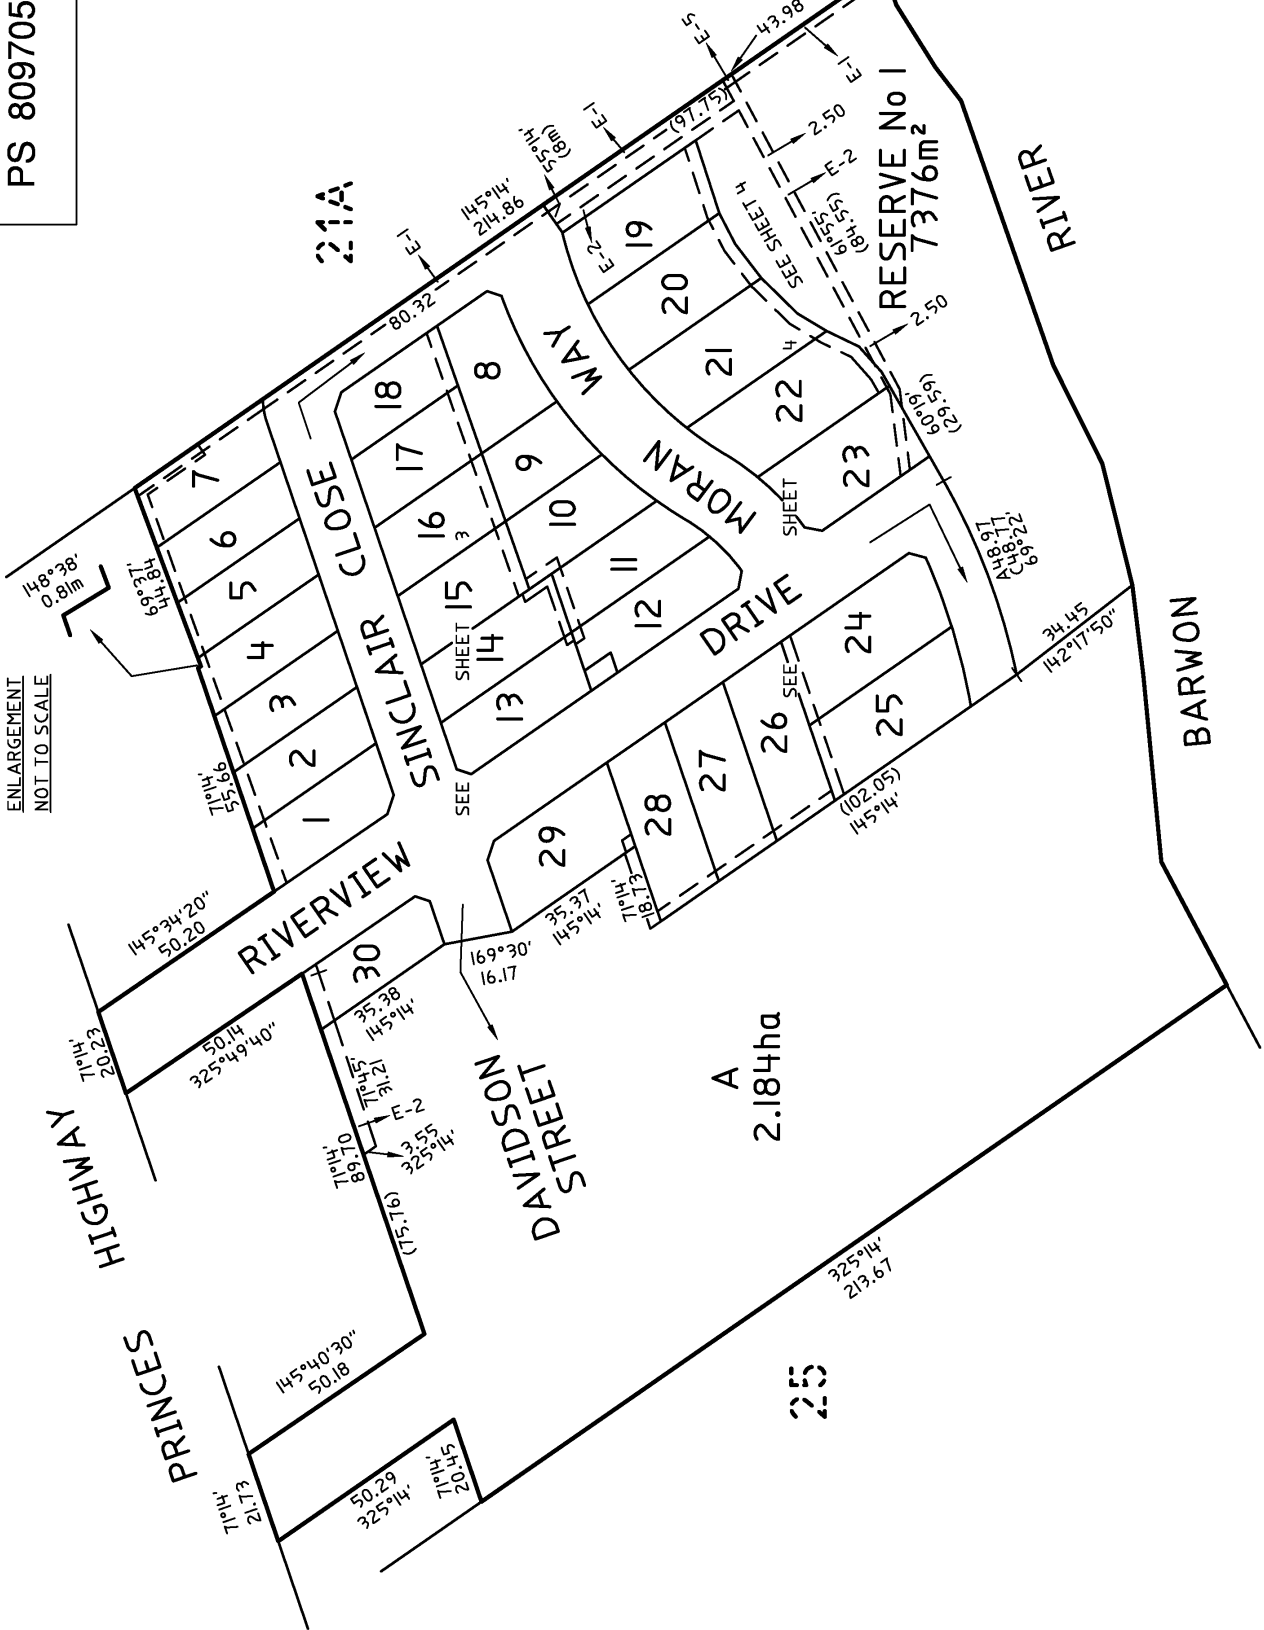 PS 809705
ENLARGEMENT
NOT TO SCALE
148°38'
0.81m
69°37'
44.84
71°14'
55.66
145°34'20"
50.20
71°14'
20.23
50.14
325°49'40"
PRINCES HIGHWAY
21A
145°14'
214.86
80.32
E-1
55°14'
(8m)
E-1
(97.75)
E-5
43.98
E-1
2.50
E-2
61°55'
(84.55)
2.50
60°19'
(29.59)
E-2
RESERVE No 1
7376m²
SEE SHEET 4
RIVERVIEW DRIVE
SINCLAIR CLOSE
MORAN WAY
DAVIDSON
STREET
1
2
3
4
5
6
7
8
9
10
11
12
13
14
15
16
17
18
19
20
21
22
23
24
25
26
27
28
29
30
SEE SHEET 3
SEE SHEET 4
A48.97
C48.77
69°22'
34.45
142°17'50"
BARWON RIVER
(102.05)
145°14'
71°14'
18.73
35.37
145°14'
169°30'
16.17
35.38
145°14'
71°45'
31.21
E-2
3.55
325°14'
71°14'
89.70
(75.76)
145°40'30"
50.18
71°14'
21.73
50.29
325°14'
71°14'
20.45
A
2.184ha
325°14'
213.67
25